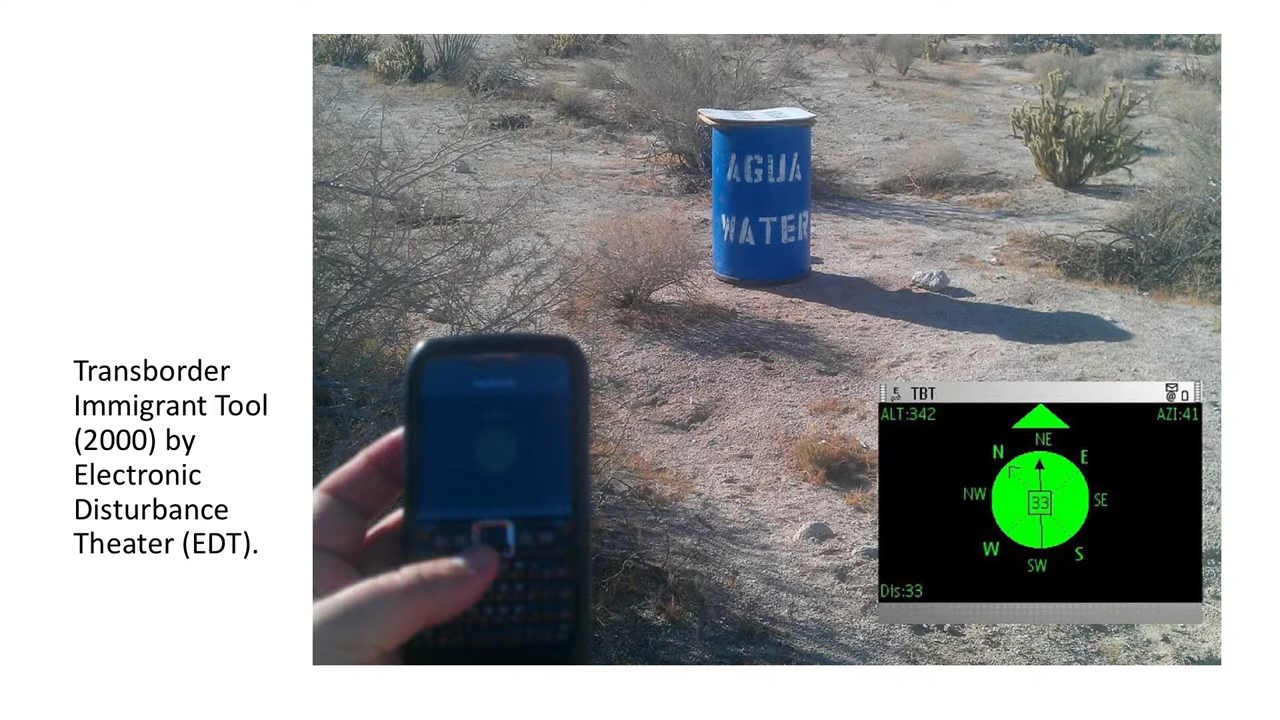 Transborder
Immigrant Tool
(2000) by
Electronic
Disturbance
Theater (EDT).
AGUA
WATER
TBT
ALT:342
AZI:41
NE
N
E
NW
33
SE
W
S
SW
Dis:33